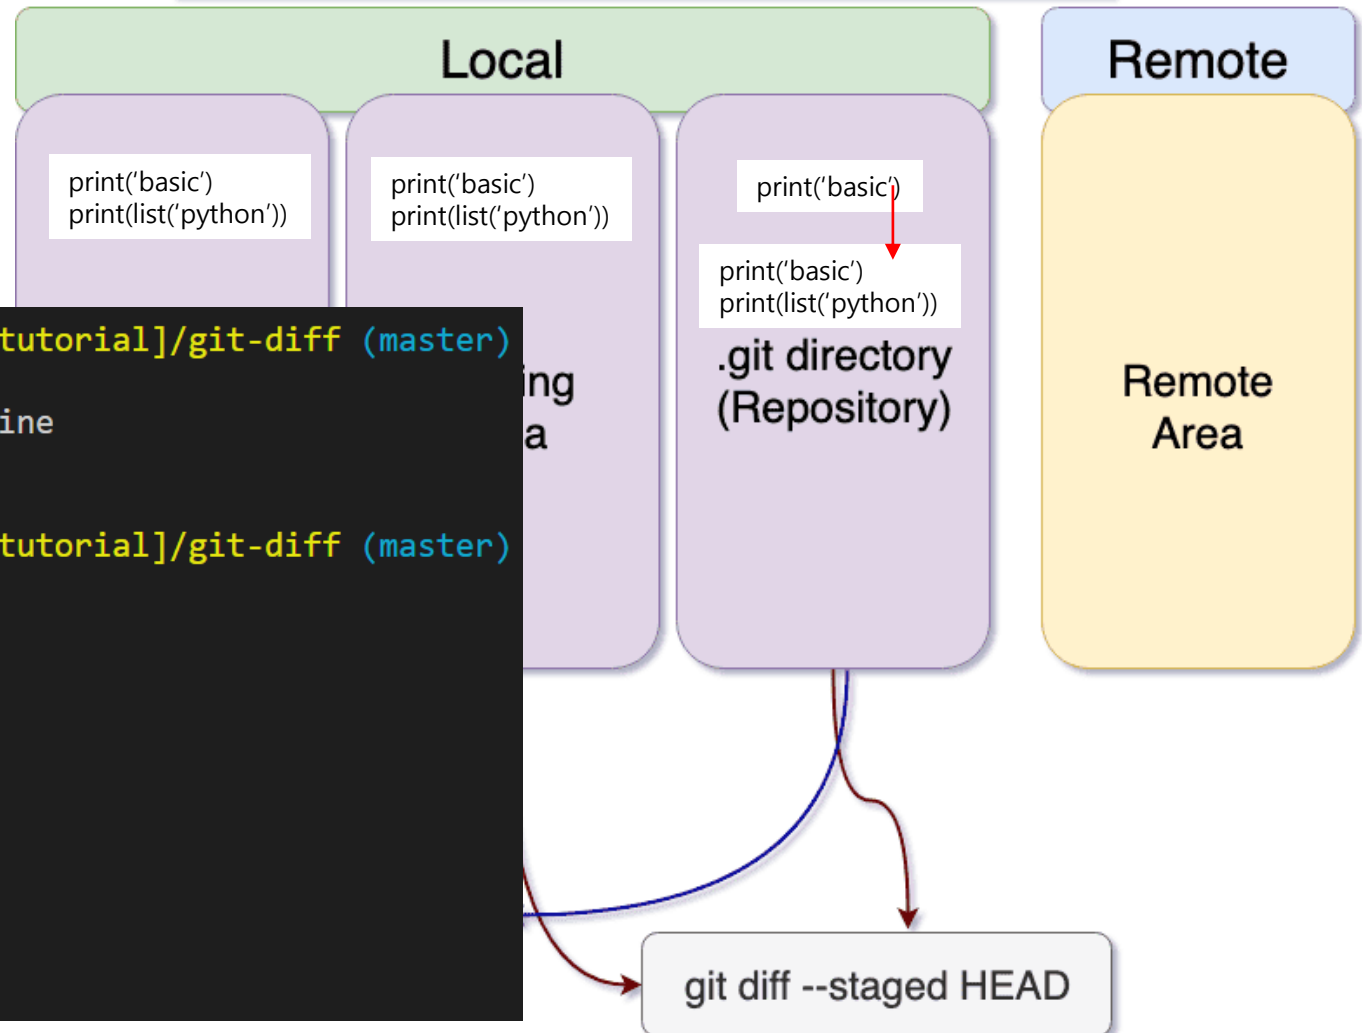 Local
Remote
print(‘basic’)
print(list(‘python’))
print(‘basic’)
print(list(‘python’))
print(‘basic’)
print(‘basic’)
print(list(‘python’))
.git directory
(Repository)
Remote
Area
tutorial]/git-diff (master)
ing
ine
a
tutorial]/git-diff (master)
git diff --staged HEAD